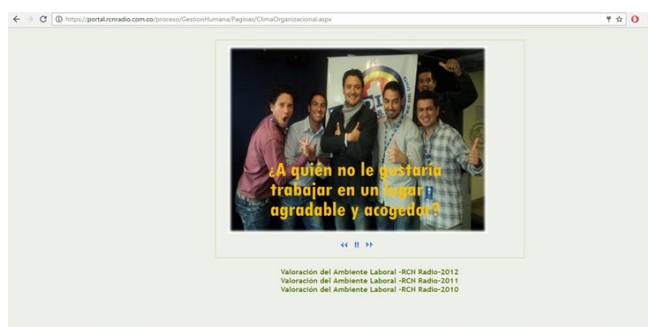 https://portal.rcnradio.com.co/proceso/GestionHumana/Paginas/ClimaOrganizacional.aspx
¿A quién no le gustaría
trabajar en un lugar
agradable y acogedor?
Valoración del Ambiente Laboral -RCN Radio-2012
Valoración del Ambiente Laboral -RCN Radio-2011
Valoración del Ambiente Laboral -RCN Radio-2010